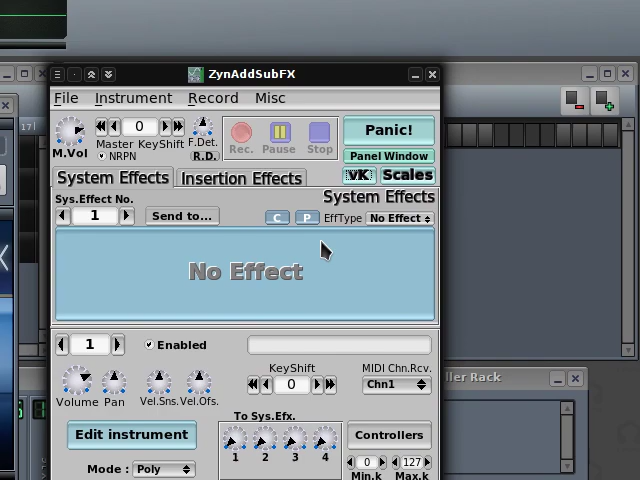 ZynAddSubFX
File Instrument Record Misc
0
Master KeyShift
F.Det.
M.Vol
NRPN
R.D.
Rec. Pause Stop
Panic!
Panel Window
vK Scales
System Effects Insertion Effects
System Effects
Sys.Effect No.
1
Send to...
C P EffType No Effect
No Effect
1 Enabled
KeyShift
0
MIDI Chn.Rcv.
Chn1
Volume Pan Vel.Sns. Vel.Ofs.
To Sys.Efx.
1 2 3 4
Edit instrument
Controllers
Mode : Poly
0 127
Min.k Max.k
17
ller Rack